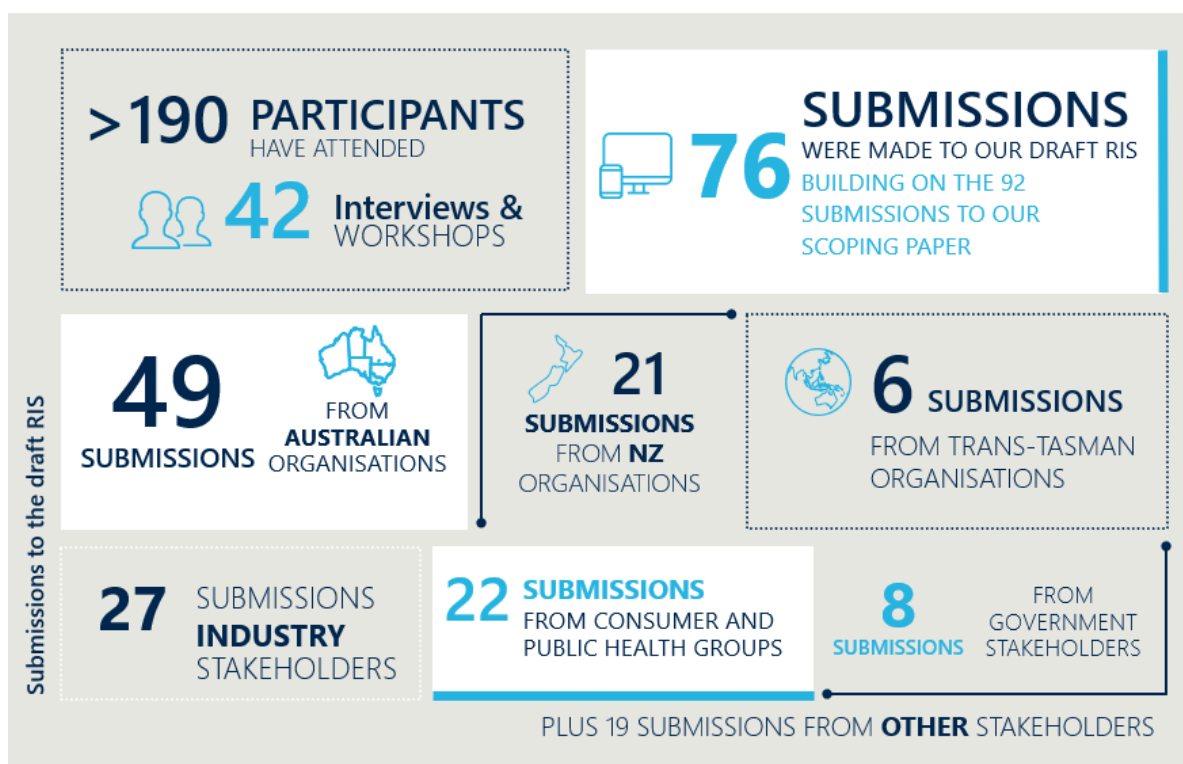 >190 PARTICIPANTS
HAVE ATTENDED
42 Interviews &
WORKSHOPS
76 SUBMISSIONS
WERE MADE TO OUR DRAFT RIS
BUILDING ON THE 92
SUBMISSIONS TO OUR
SCOPING PAPER
Submissions to the draft RIS
49
SUBMISSIONS
FROM
AUSTRALIAN
ORGANISATIONS
21
SUBMISSIONS
FROM NZ
ORGANISATIONS
6 SUBMISSIONS
FROM TRANS-TASMAN
ORGANISATIONS
27 SUBMISSIONS
INDUSTRY
STAKEHOLDERS
22 SUBMISSIONS
FROM CONSUMER AND
PUBLIC HEALTH GROUPS
8
SUBMISSIONS
FROM
GOVERNMENT
STAKEHOLDERS
PLUS 19 SUBMISSIONS FROM OTHER STAKEHOLDERS